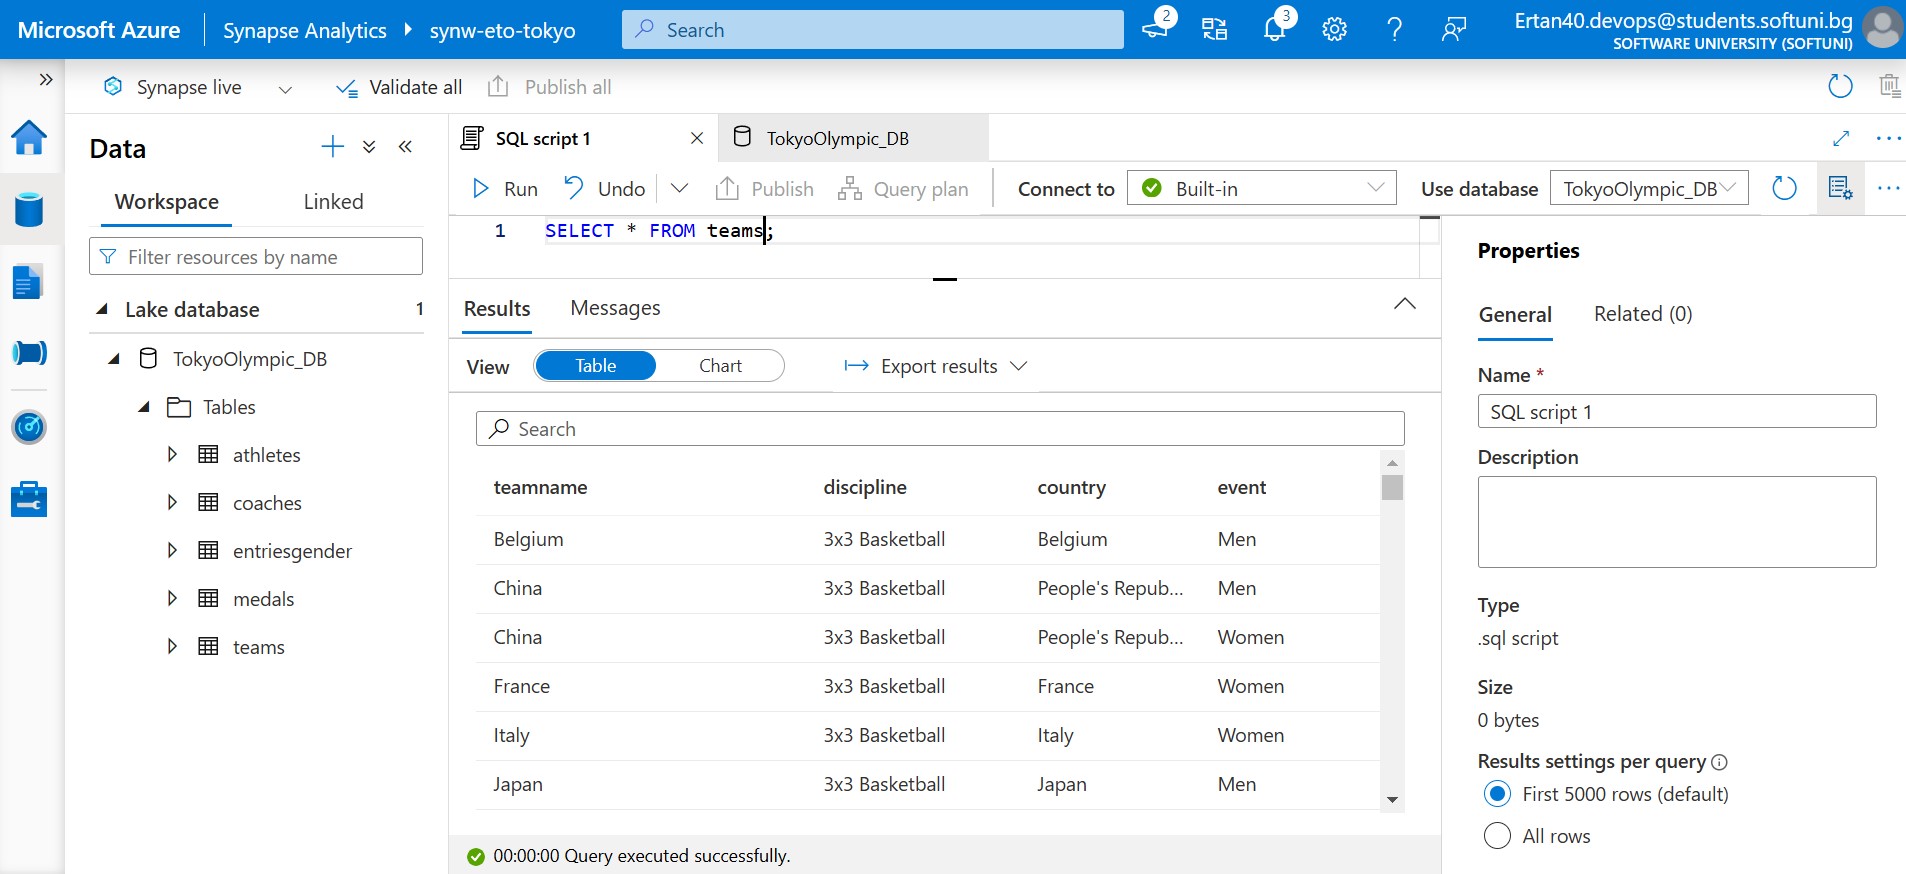 Microsoft Azure Synapse Analytics synw-eto-tokyo Search 2 3 Ertan40.devops@students.softuni.bg
SOFTWARE UNIVERSITY (SOFTUNI)
Synapse live Validate all Publish all
Data
Workspace Linked
Filter resources by name
Lake database 1
TokyoOlympic_DB
Tables
athletes
coaches
entriesgender
medals
teams
SQL script 1 TokyoOlympic_DB
Run Undo Publish Query plan Connect to Built-in Use database TokyoOlympic_DB
1 SELECT * FROM teams;
Results Messages
View Table Chart Export results
Search
teamname discipline country event
Belgium 3x3 Basketball Belgium Men
China 3x3 Basketball People's Repub... Men
China 3x3 Basketball People's Repub... Women
France 3x3 Basketball France Women
Italy 3x3 Basketball Italy Women
Japan 3x3 Basketball Japan Men
00:00:00 Query executed successfully.
Properties
General Related (0)
Name *
SQL script 1
Description
Type
.sql script
Size
0 bytes
Results settings per query
First 5000 rows (default)
All rows